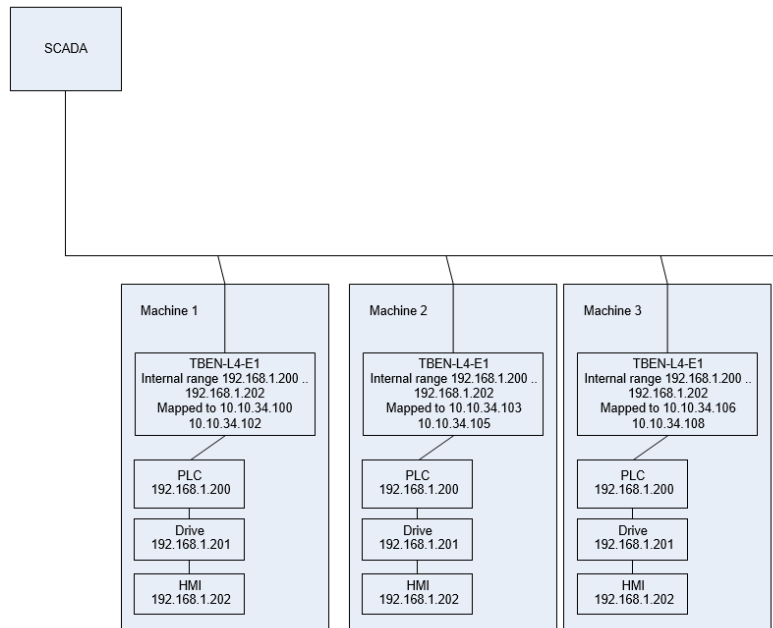 SCADA
Machine 1
TBEN-L4-E1
Internal range 192.168.1.200 ..
192.168.1.202
Mapped to 10.10.34.100
10.10.34.102
PLC
192.168.1.200
Drive
192.168.1.201
HMI
192.168.1.202
Machine 2
TBEN-L4-E1
Internal range 192.168.1.200 ..
192.168.1.202
Mapped to 10.10.34.103
10.10.34.105
PLC
192.168.1.200
Drive
192.168.1.201
HMI
192.168.1.202
Machine 3
TBEN-L4-E1
Internal range 192.168.1.200 ..
192.168.1.202
Mapped to 10.10.34.106
10.10.34.108
PLC
192.168.1.200
Drive
192.168.1.201
HMI
192.168.1.202